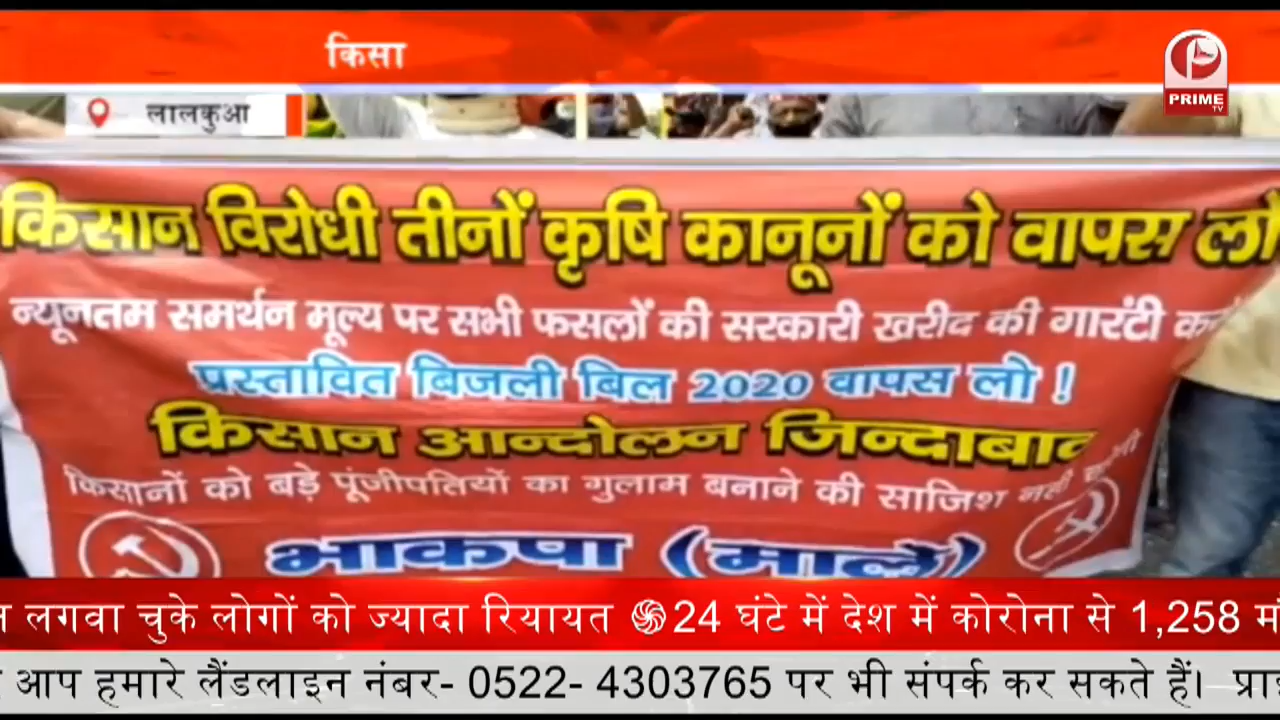 किसा
PRIME
TV
लालकुआ
किसान विरोधी तीनों कृषि कानूनों को वापस लो
न्यूनतम समर्थन मूल्य पर सभी फसलों की सरकारी खरीद की गारंटी
प्रस्तावित बिजली बिल 2020 वापस लो !
किसान आन्दोलन जिन्दाबाद
किसानों को बड़े पूंजीपतियों का गुलाम बनाने की साजिश नहीं
भाकपा (माले)
लगवा चुके लोगों को ज्यादा रियायत 24 घंटे में देश में कोरोना से 1,258
आप हमारे लैंडलाइन नंबर- 0522- 4303765 पर भी संपर्क कर सकते हैं। प्रा